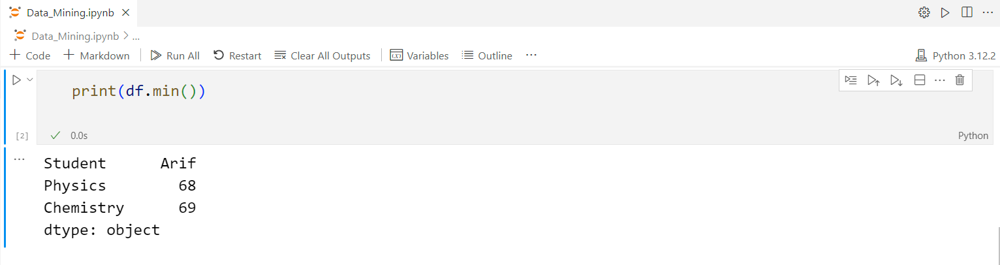 Data_Mining.ipynb
Data_Mining.ipynb > ...
+ Code + Markdown Run All Restart Clear All Outputs Variables Outline ... Python 3.12.2
print(df.min())
[2] 0.0s Python
Student Arif
Physics 68
Chemistry 69
dtype: object